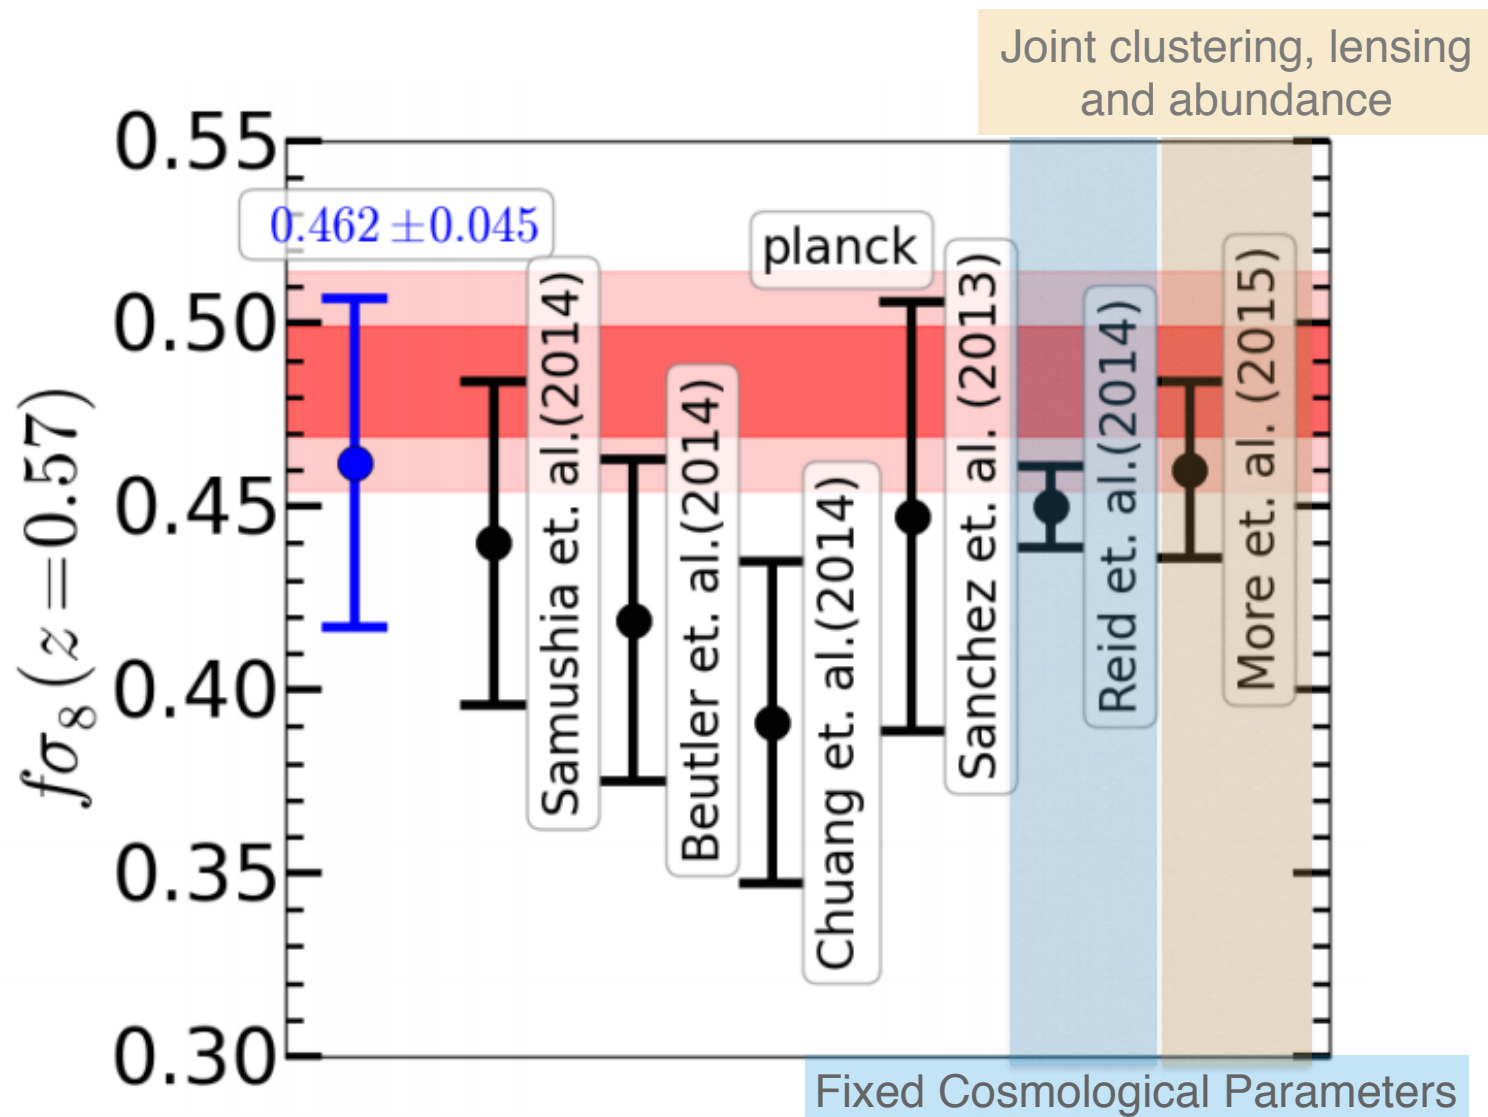 Joint clustering, lensing
and abundance
0.55
0.50
0.45
0.40
0.35
0.30
fσ₈(z=0.57)
0.462±0.045
Samushia et. al.(2014)
Beutler et. al.(2014)
Chuang et. al.(2014)
planck
Sanchez et. al. (2013)
Reid et. al.(2014)
More et. al. (2015)
Fixed Cosmological Parameters